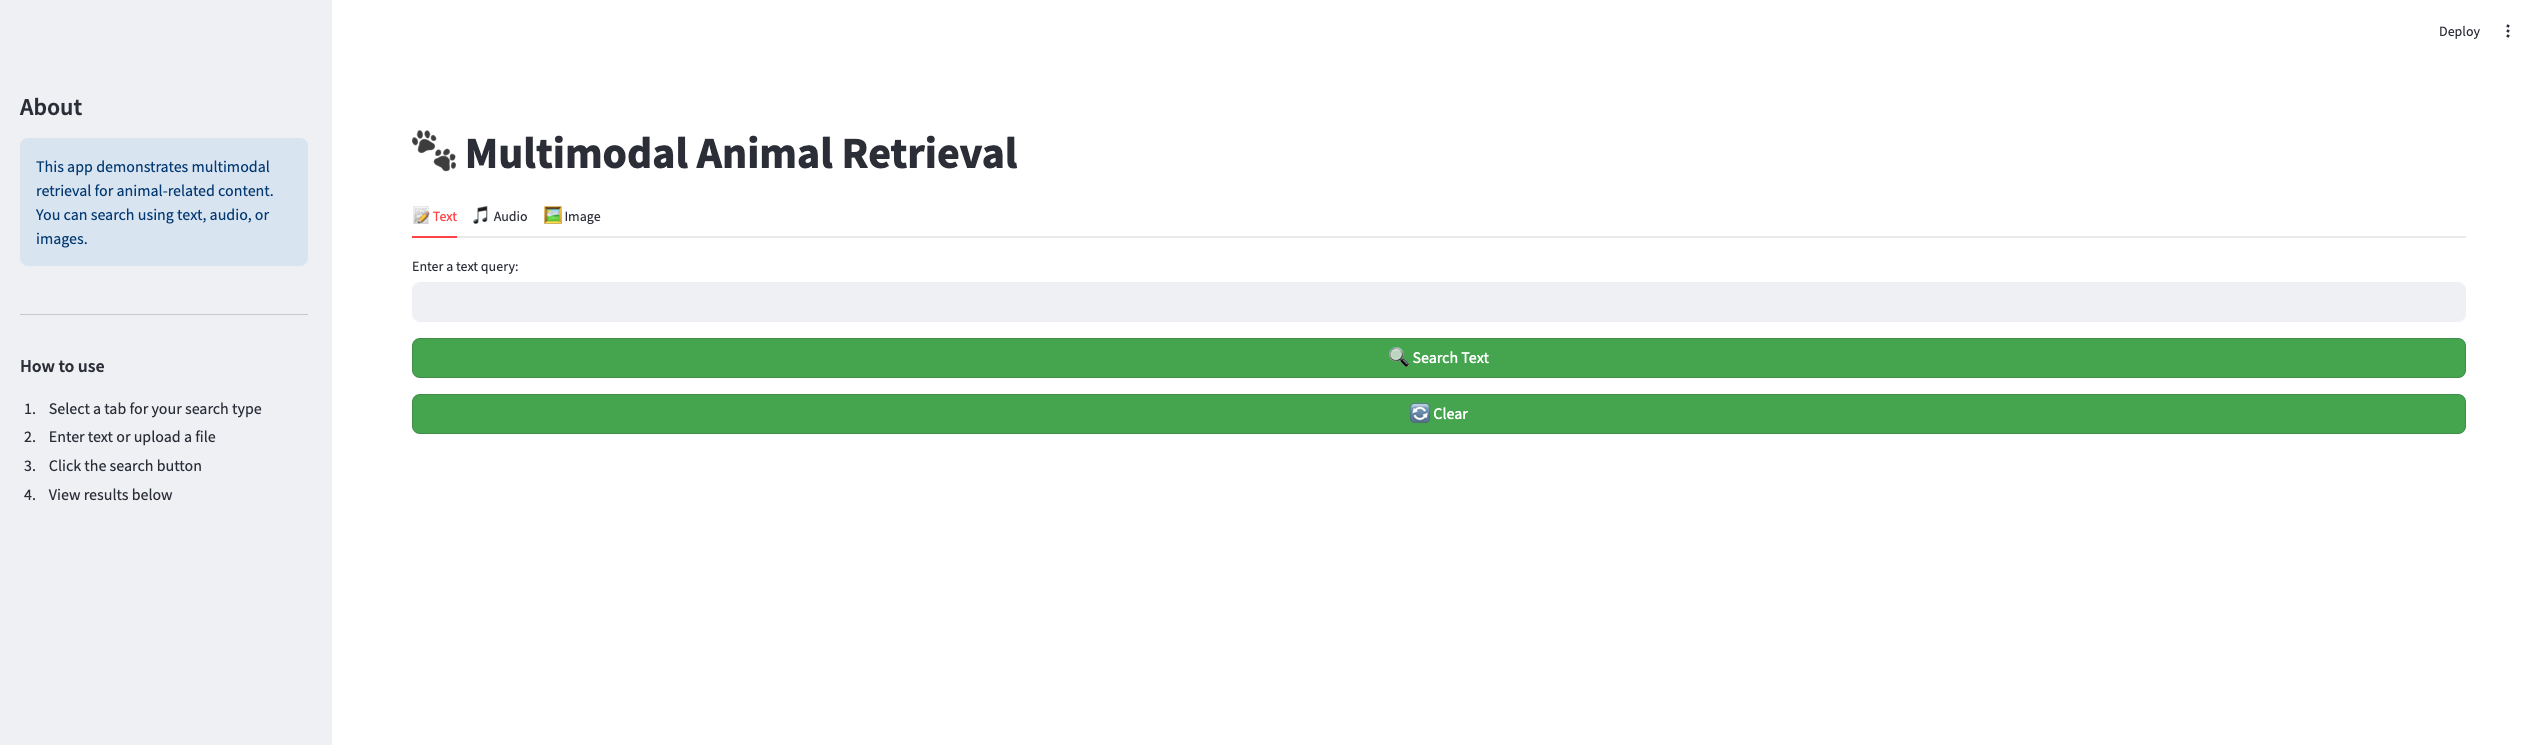 Deploy
About
This app demonstrates multimodal
retrieval for animal-related content.
You can search using text, audio, or
images.
How to use
1. Select a tab for your search type
2. Enter text or upload a file
3. Click the search button
4. View results below
Multimodal Animal Retrieval
Text Audio Image
Enter a text query:
Search Text
Clear